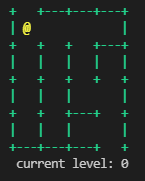 +   +---+---+---+
| @             |
+   +   +   +---+
|   |   |       |
+   +   +   +   +
|   |       |   |
+   +   +---+   +
|   |           |
+---+---+---+   +
current level: 0